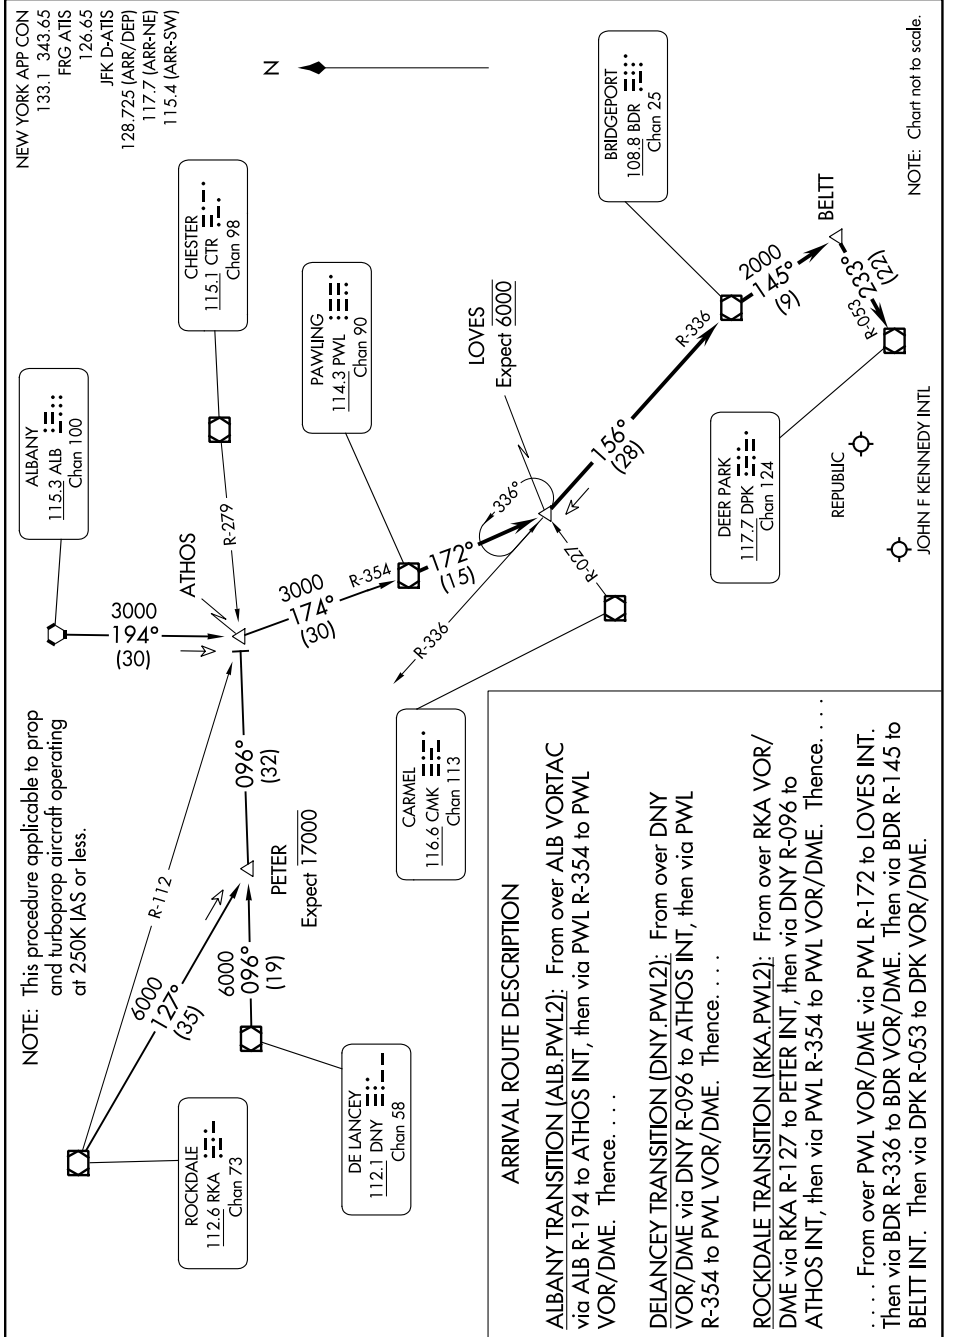 NEW YORK APP CON
133.1 343.65
FRG ATIS
126.65
JFK D-ATIS
128.725 (ARR/DEP)
117.7 (ARR-NE)
115.4 (ARR-SW)
N
NOTE: This procedure applicable to prop
and turboprop aircraft operating
at 250K IAS or less.
ALBANY
115.3 ALB
Chan 100
CHESTER
115.1 CTR
Chan 98
PAWLING
114.3 PWL
Chan 90
BRIDGEPORT
108.8 BDR
Chan 25
ROCKDALE
112.6 RKA
Chan 73
DE LANCEY
112.1 DNY
Chan 58
CARMEL
116.6 CMK
Chan 113
DEER PARK
117.7 DPK
Chan 124
3000
194°
(30)
R-279
ATHOS
R-112
6000
127°
(35)
6000
096°
(19)
PETER
Expect 17000
096°
(32)
3000
174°
(30)
R-354
172°
(15)
336°
R-336
R-027
LOVES
Expect 6000
156°
(28)
R-336
2000
145°
(9)
BELTT
233°
(22)
R-053
REPUBLIC
JOHN F KENNEDY INTL
NOTE: Chart not to scale.
ARRIVAL ROUTE DESCRIPTION
ALBANY TRANSITION (ALB.PWL2): From over ALB VORTAC
via ALB R-194 to ATHOS INT, then via PWL R-354 to PWL
VOR/DME. Thence. . . .
DELANCEY TRANSITION (DNY.PWL2): From over DNY
VOR/DME via DNY R-096 to ATHOS INT, then via PWL
R-354 to PWL VOR/DME. Thence. . . .
ROCKDALE TRANSITION (RKA.PWL2): From over RKA VOR/
DME via RKA R-127 to PETER INT, then via DNY R-096 to
ATHOS INT, then via PWL R-354 to PWL VOR/DME. Thence. . . .
. . . . From over PWL VOR/DME via PWL R-172 to LOVES INT.
Then via BDR R-336 to BDR VOR/DME. Then via BDR R-145 to
BELTT INT. Then via DPK R-053 to DPK VOR/DME.